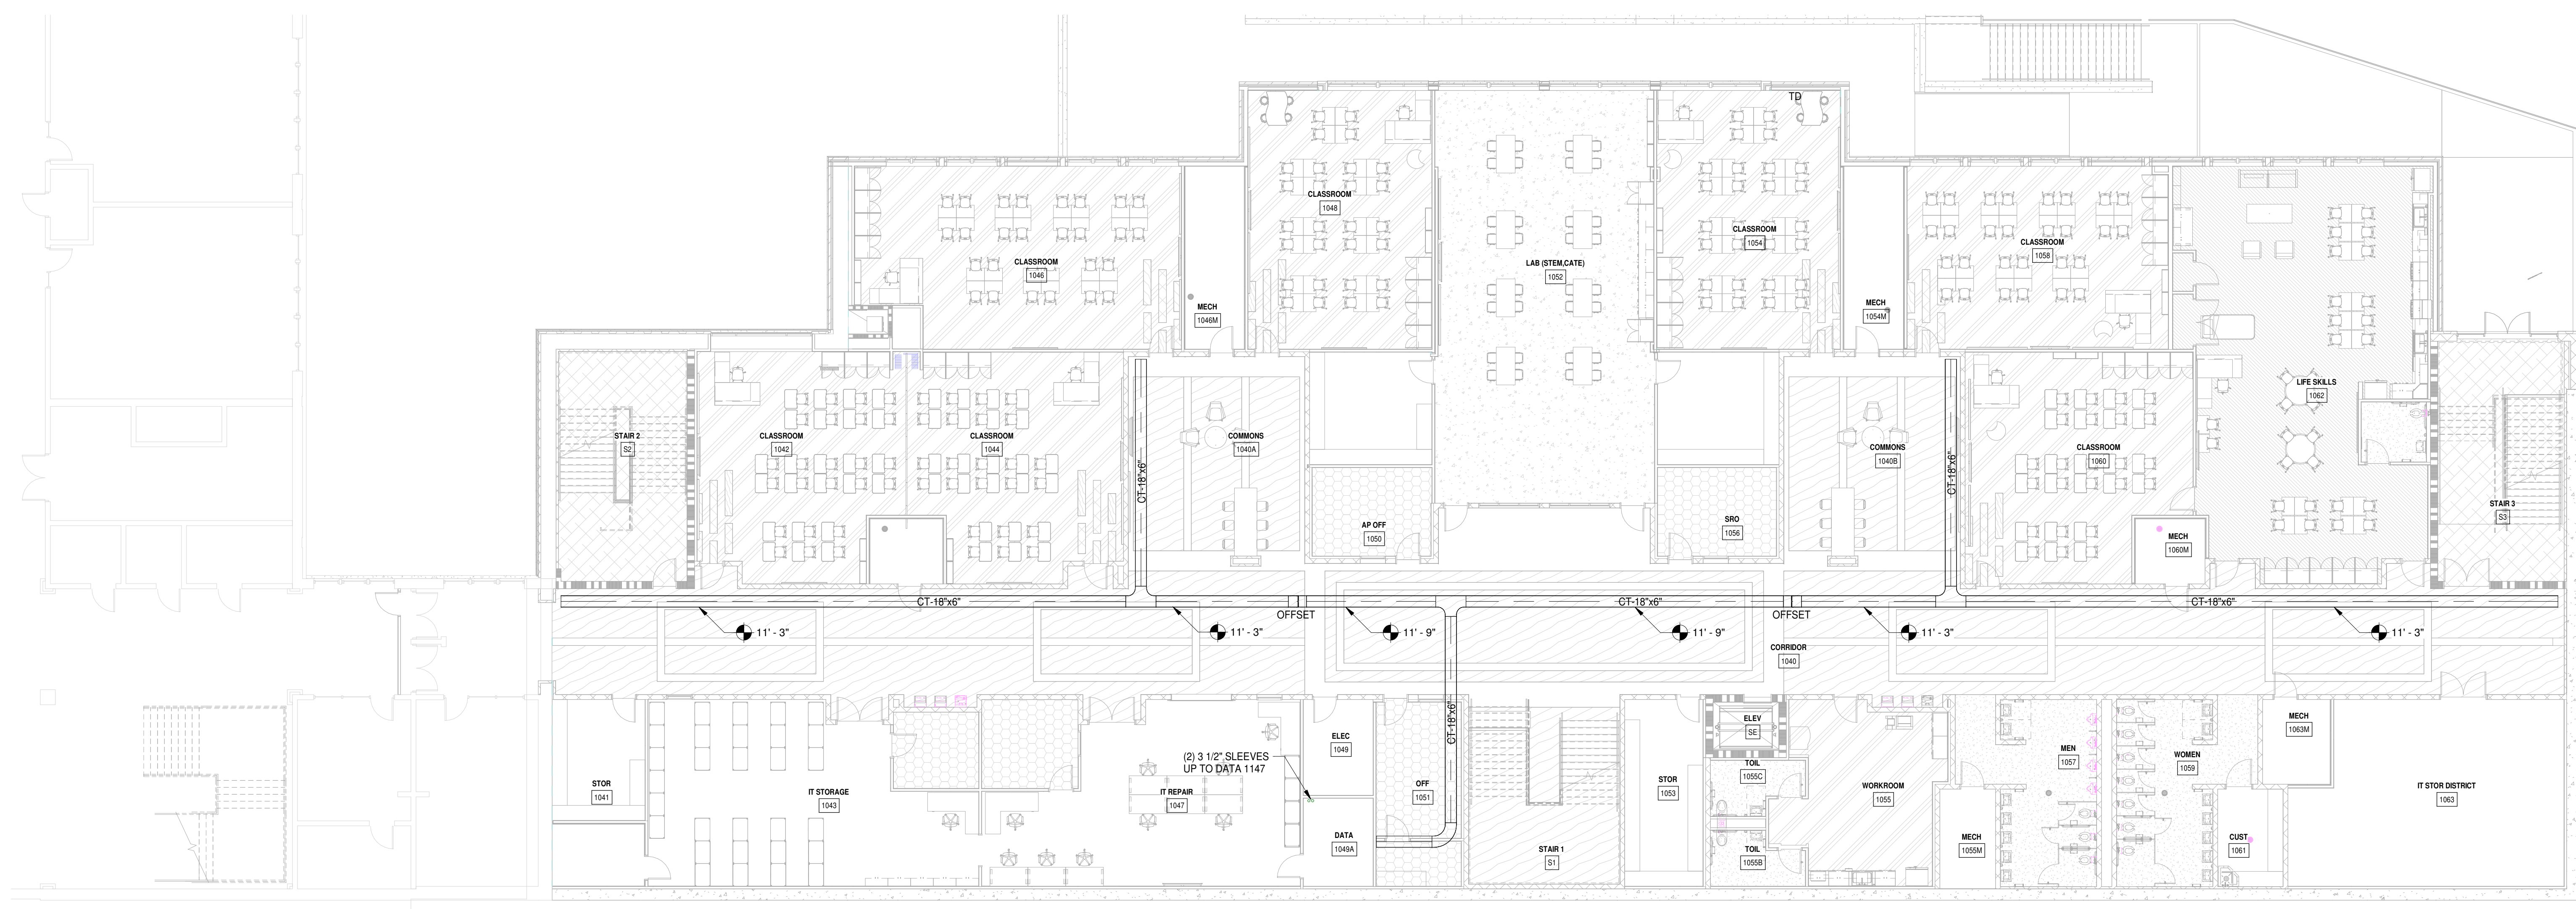 TD
CLASSROOM
1048
CLASSROOM
1054
CLASSROOM
1058
CLASSROOM
1046
LAB (STEM,CATE)
1052
MECH
1046M
MECH
1054M
LIFE SKILLS
1062
STAIR 2
S2
CLASSROOM
1042
CLASSROOM
1044
COMMONS
1040A
COMMONS
1040B
CLASSROOM
1060
CT-18"x6"
CT-18"x6"
STAIR 3
S3
AP OFF
1050
SRO
1056
MECH
1060M
CT-18"x6"
CT-18"x6"
CT-18"x6"
OFFSET
OFFSET
11' - 3"
11' - 3"
11' - 9"
11' - 9"
11' - 3"
11' - 3"
CORRIDOR
1040
CT-18"x6"
ELEV
SE
MECH
1063M
ELEC
1049
MEN
1057
WOMEN
1059
(2) 3 1/2" SLEEVES
UP TO DATA 1147
TOIL
1055C
STOR
1041
IT STORAGE
1043
IT REPAIR
1047
OFF
1051
STOR
1053
WORKROOM
1055
IT STOR DISTRICT
1063
DATA
1049A
STAIR 1
S1
TOIL
1055B
MECH
1055M
CUST
1061